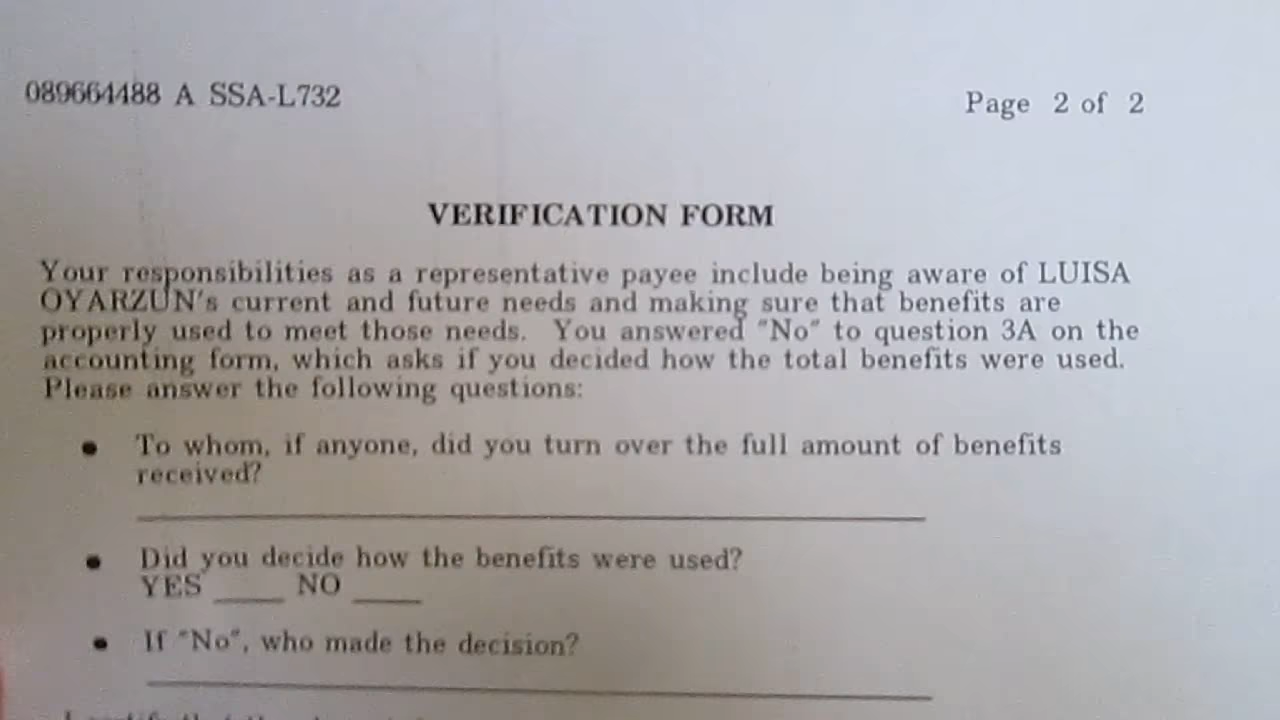 089664488 A SSA-L732
Page 2 of 2
VERIFICATION FORM
Your responsibilities as a representative payee include being aware of LUISA
OYARZUN's current and future needs and making sure that benefits are
properly used to meet those needs. You answered "No" to question 3A on the
accounting form, which asks if you decided how the total benefits were used.
Please answer the following questions:
• To whom, if anyone, did you turn over the full amount of benefits
received?
• Did you decide how the benefits were used?
YES ____ NO ____
• If "No", who made the decision?